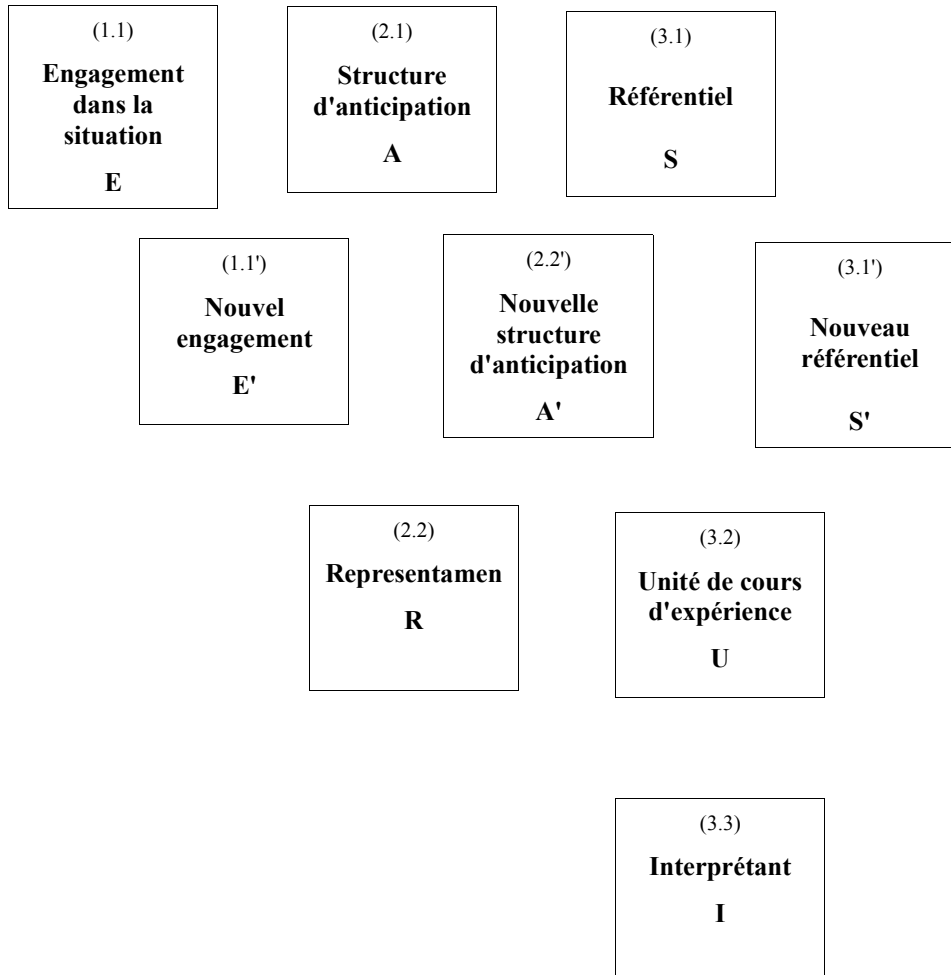 (1.1)
Engagement
dans la
situation
E
(2.1)
Structure
d'anticipation
A
(3.1)
Référentiel
S
(1.1')
Nouvel
engagement
E'
(2.2')
Nouvelle
structure
d'anticipation
A'
(3.1')
Nouveau
référentiel
S'
(2.2)
Representamen
R
(3.2)
Unité de cours
d'expérience
U
(3.3)
Interprétant
I